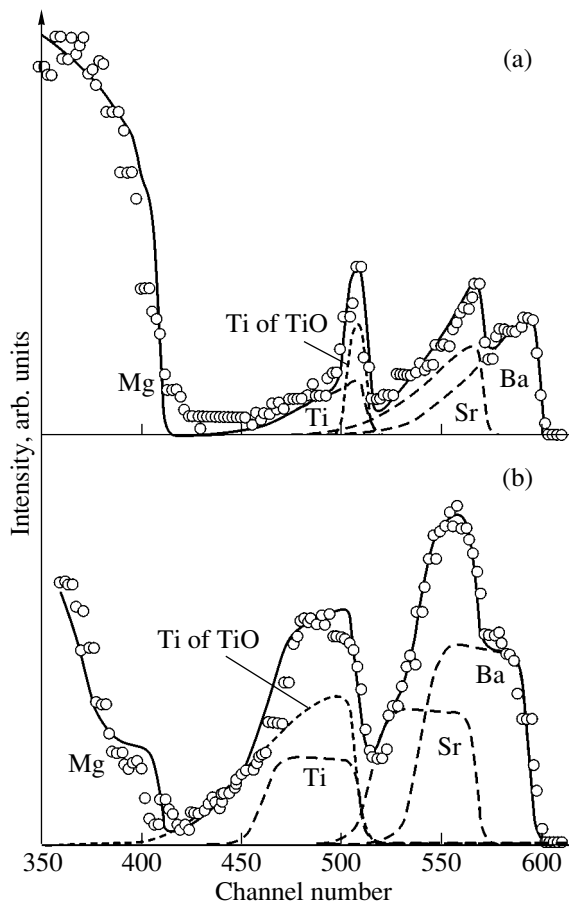 (a)
Ti of TiO
Mg
Ti
Sr
Ba
Intensity, arb. units
(b)
Ti of TiO
Mg
Ti
Sr
Ba
350 400 450 500 550 600
Channel number